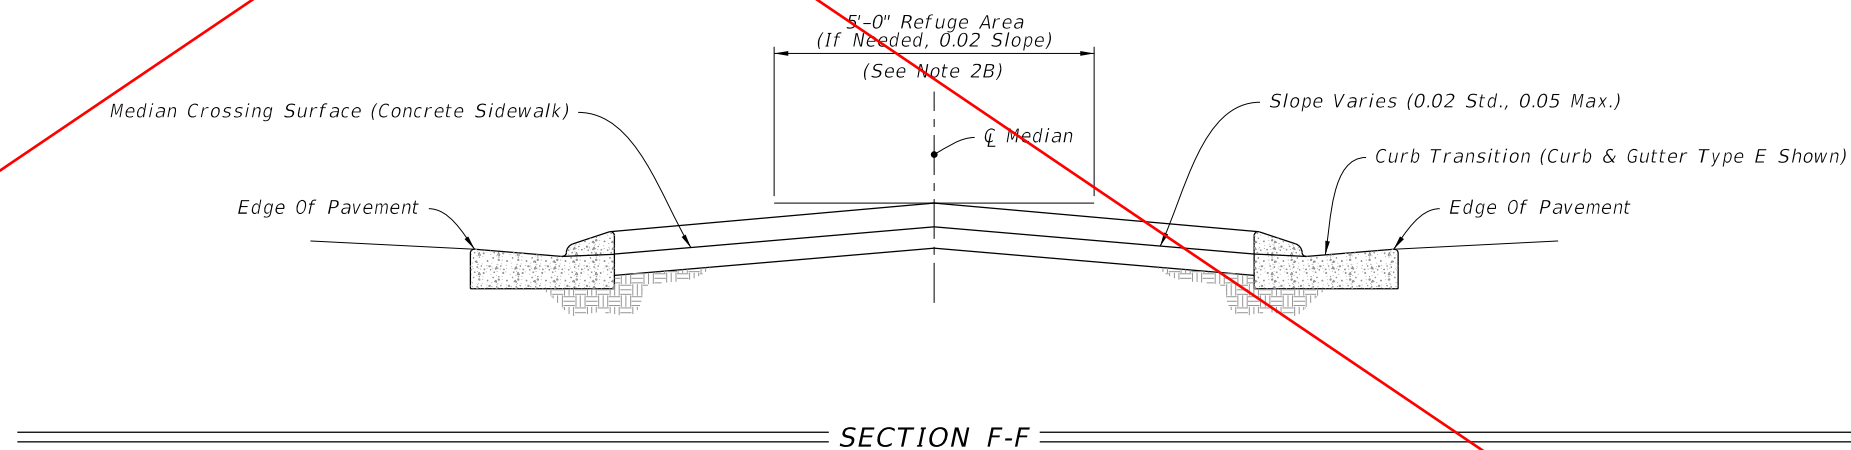 5'-0" Refuge Area
(If Needed, 0.02 Slope)
(See Note 2B)
Median Crossing Surface (Concrete Sidewalk)
Slope Varies (0.02 Std., 0.05 Max.)
℄ Median
Curb Transition (Curb & Gutter Type E Shown)
Edge Of Pavement
Edge Of Pavement
SECTION F-F